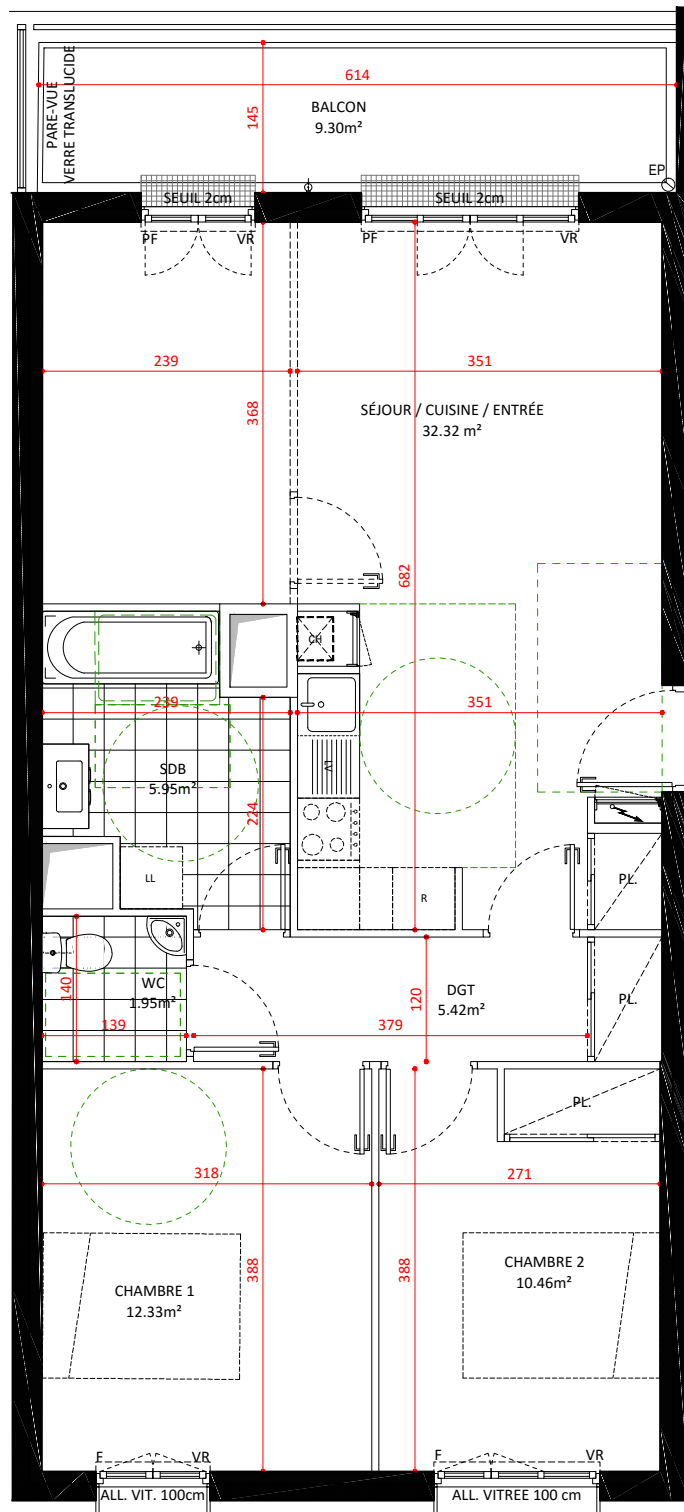 614
PARE-VUE
VERRE TRANSLUCIDE
145
BALCON
9.30m²
EP
SEUIL 2cm
SEUIL 2cm
PF
VR
PF
VR
239
351
368
SÉJOUR / CUISINE / ENTRÉE
32.32 m²
682
CH
239
351
SDB
5.95m²
LV
224
LL
R
PL.
WC
1.95m²
140
139
DGT
5.42m²
120
379
PL.
PL.
318
271
388
388
CHAMBRE 1
12.33m²
CHAMBRE 2
10.46m²
F
VR
F
VR
ALL. VIT. 100cm
ALL. VITREE 100 cm